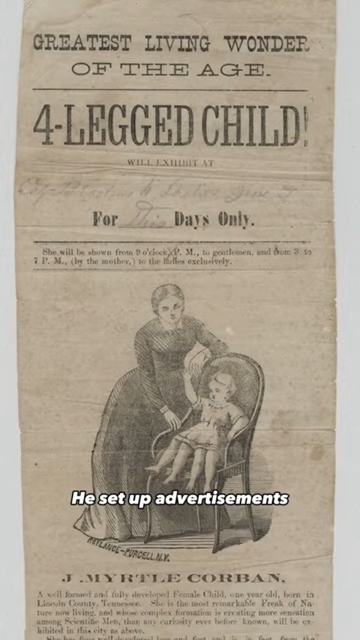 GREATEST LIVING WONDER
OF THE AGE.
4-LEGGED CHILD!
WILL EXHIBIT AT
For This Days Only.
She will be shown from 9 o'clock, P. M., to gentlemen, and from 3 to
7 P. M., (by the mother,) to the ladies exclusively.
He set up advertisements
RUTLANGE-PURCELL N.Y.
J. MYRTLE CORBAN,
A well formed and fully developed Female Child, one year old, born in
Lincoln County, Tennessee. She is the most remarkable Freak of Na-
ture now living, and whose complex formation is creating more sensation
among Scientific Men, than any curiosity ever before known, will be ex-
hibited in this city as above.